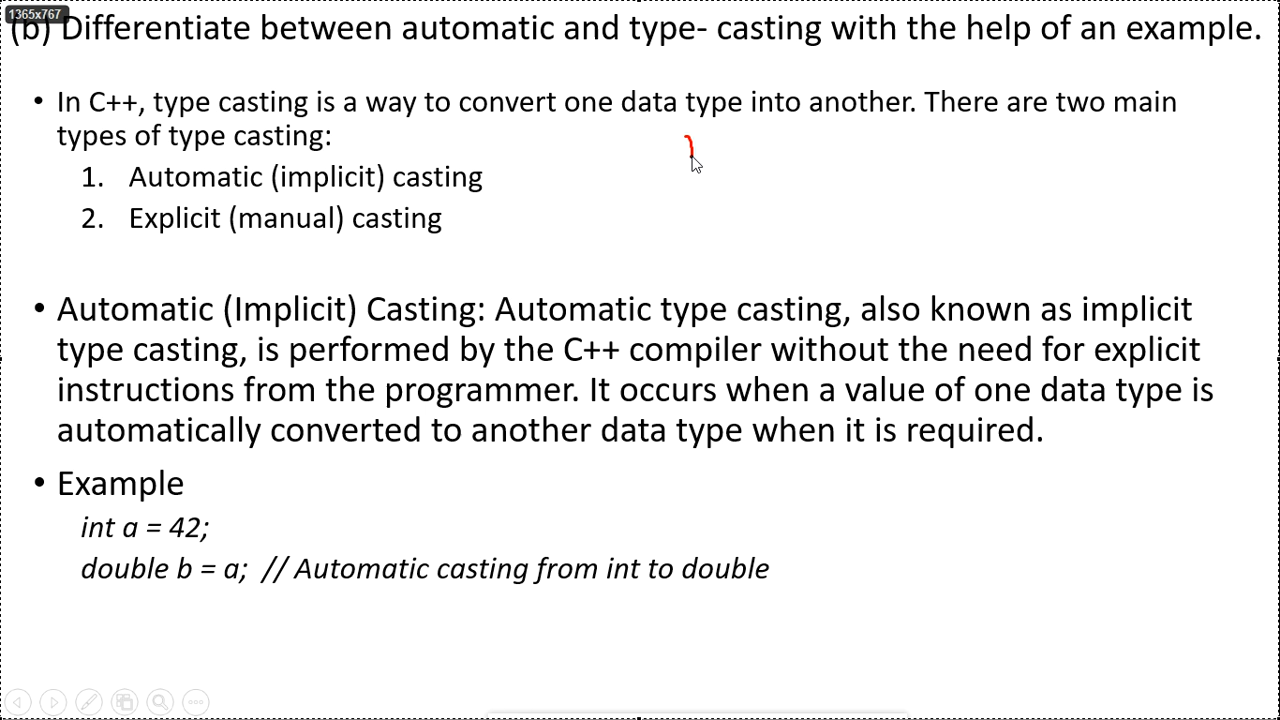 1365x767
(b) Differentiate between automatic and type- casting with the help of an example.
• In C++, type casting is a way to convert one data type into another. There are two main
types of type casting:
1. Automatic (implicit) casting
2. Explicit (manual) casting
• Automatic (Implicit) Casting: Automatic type casting, also known as implicit
type casting, is performed by the C++ compiler without the need for explicit
instructions from the programmer. It occurs when a value of one data type is
automatically converted to another data type when it is required.
• Example
int a = 42;
double b = a;  // Automatic casting from int to double